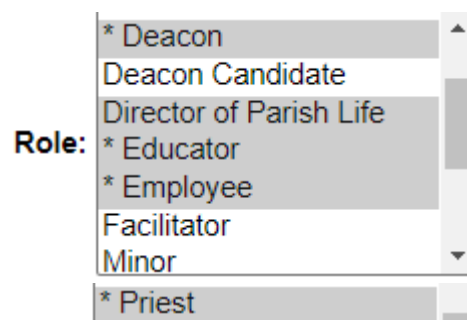 * Deacon
Deacon Candidate
Director of Parish Life
Role:
* Educator
* Employee
Facilitator
Minor
* Priest